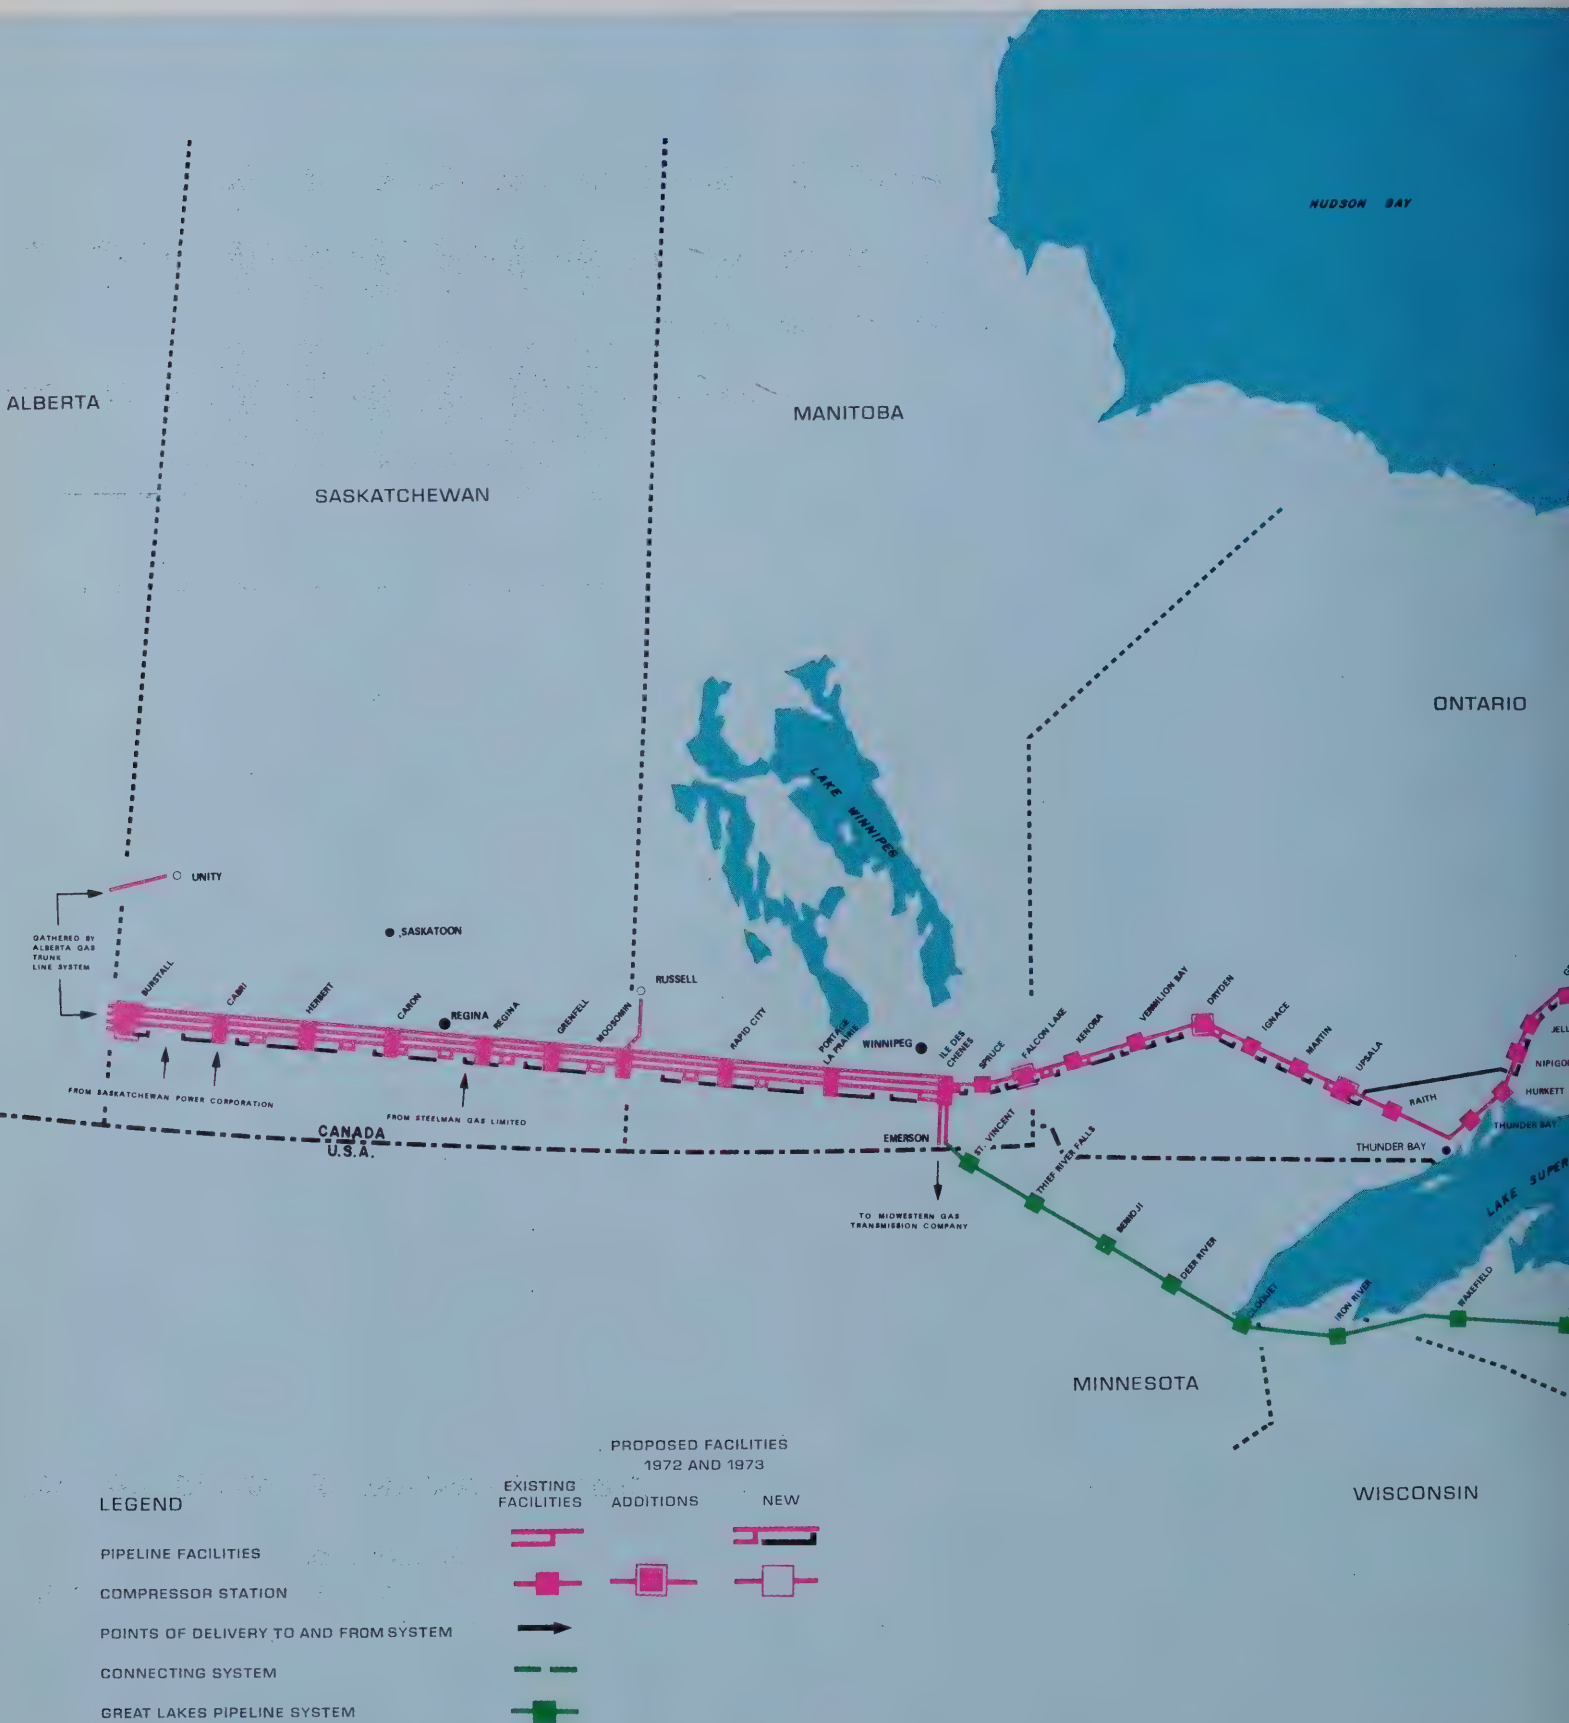 HUDSON BAY
ALBERTA
MANITOBA
SASKATCHEWAN
ONTARIO
LAKE WINNIPEG
UNITY
GATHERED BY
ALBERTA GAS
TRUNK
LINE SYSTEM
SASKATOON
RUSSELL
BURSTALL
CABRI
HERBERT
CARON
REGINA
REGINA
GRENFELL
MOOSOMIN
RAPID CITY
PORTAGE
LA PRAIRIE
WINNIPEG
ILE DES
CHENES
SPRUCE
FALCON LAKE
KENORA
VERMILION BAY
DRYDEN
IGNACE
MARTIN
UPSALA
RAITH
JELL
NIPIGO
HURKETT
THUNDER BAY
THUNDER BAY
LAKE SUPER
FROM SASKATCHEWAN POWER CORPORATION
FROM STEELMAN GAS LIMITED
CANADA
U.S.A.
EMERSON
ST. VINCENT
THIEF RIVER FALLS
BEMIDJI
DEER RIVER
CLOQUET
IRON RIVER
WAKEFIELD
TO MIDWESTERN GAS
TRANSMISSION COMPANY
MINNESOTA
WISCONSIN
PROPOSED FACILITIES
1972 AND 1973
LEGEND
EXISTING
FACILITIES
ADDITIONS
NEW
PIPELINE FACILITIES
COMPRESSOR STATION
POINTS OF DELIVERY TO AND FROM SYSTEM
CONNECTING SYSTEM
GREAT LAKES PIPELINE SYSTEM